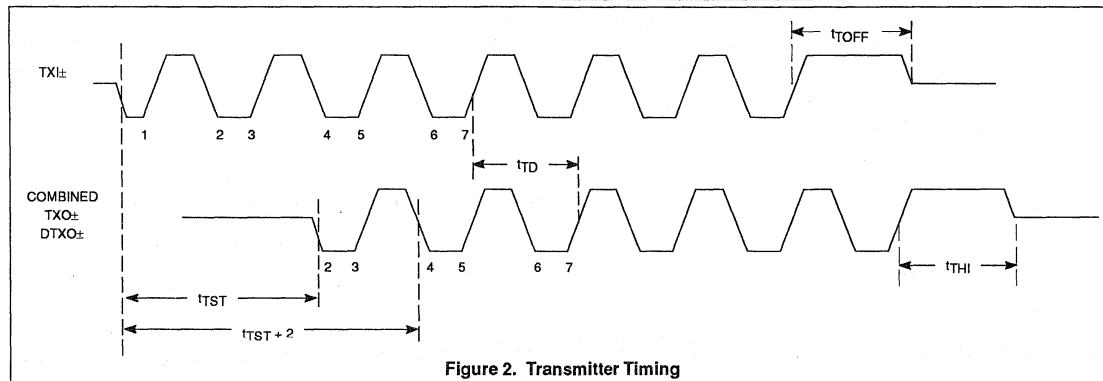 tTOFF
TXI±
1 2 3 4 5 6 7
tTD
COMBINED
TXO±
DTXO±
2 3 4 5 6 7
tTHI
tTST
tTST + 2
Figure 2. Transmitter Timing